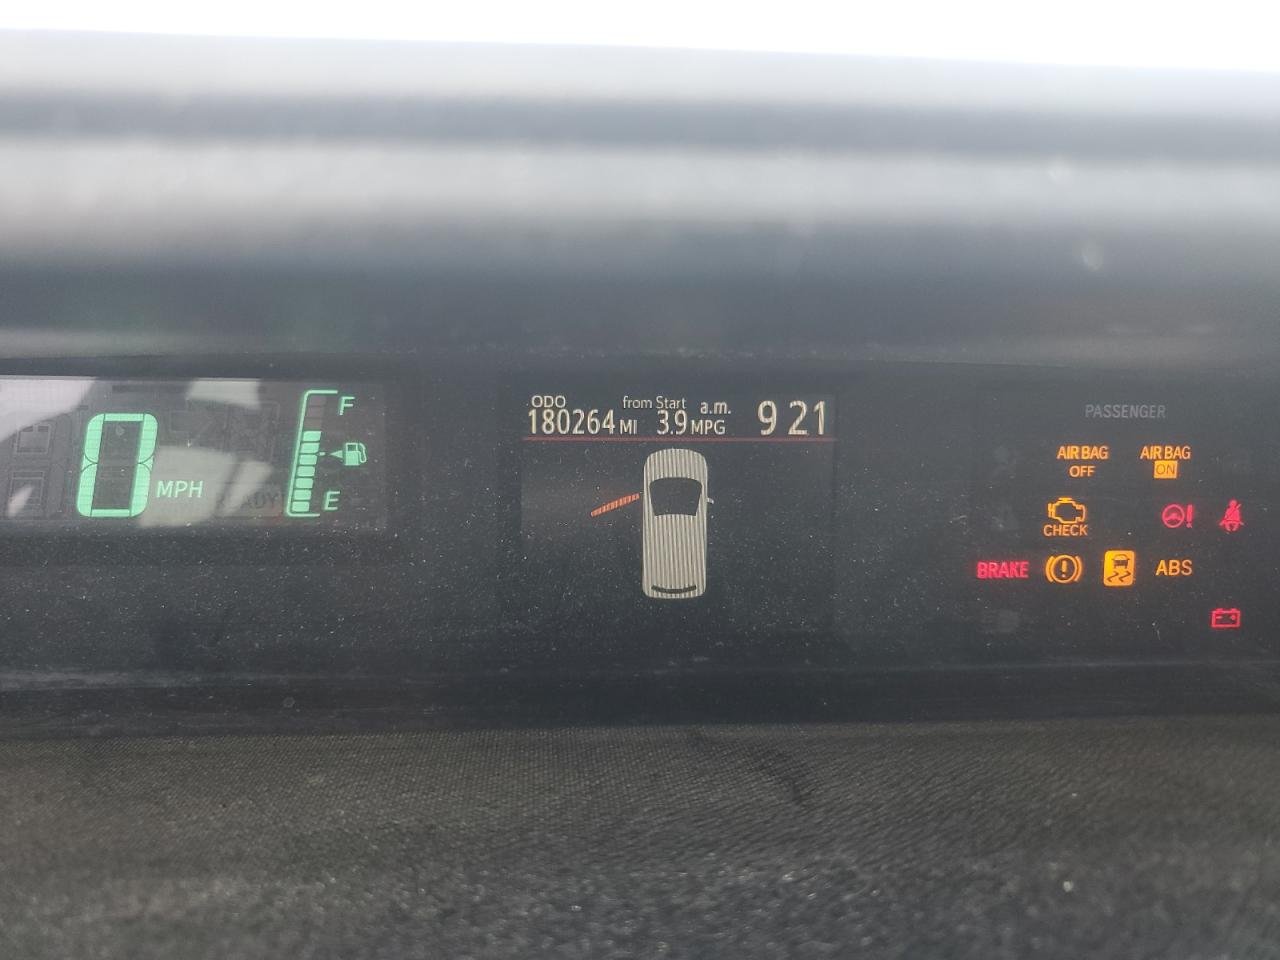 0 MPH
F
E
ODO from Start a.m.
180264 MI 3.9 MPG 9 21
PASSENGER
AIR BAG OFF
AIR BAG ON
CHECK
BRAKE
ABS